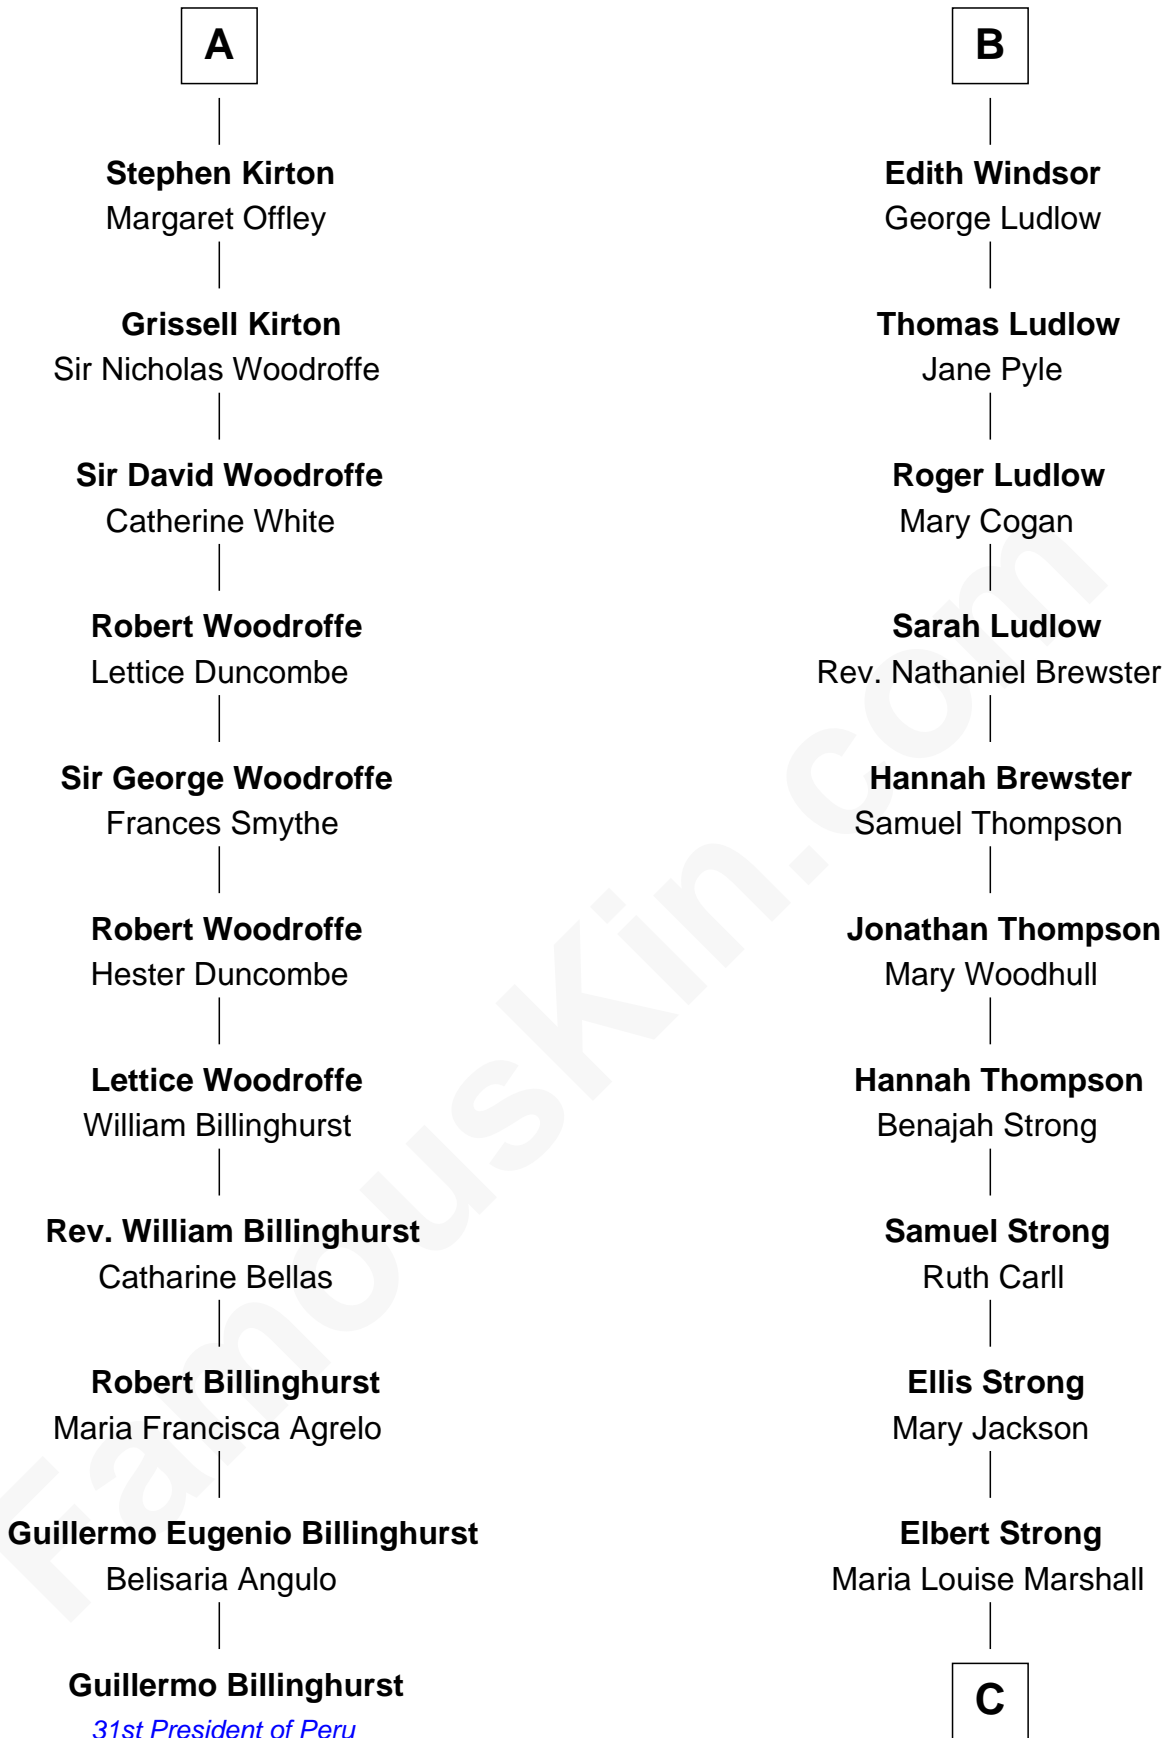 A
Stephen Kirton
Margaret Offley
Grissell Kirton
Sir Nicholas Woodroffe
Sir David Woodroffe
Catherine White
Robert Woodroffe
Lettice Duncombe
Sir George Woodroffe
Frances Smythe
Robert Woodroffe
Hester Duncombe
Lettice Woodroffe
William Billinghurst
Rev. William Billinghurst
Catharine Bellas
Robert Billinghurst
Maria Francisca Agrelo
Guillermo Eugenio Billinghurst
Belisaria Angulo
Guillermo Billinghurst
31st President of Peru
B
Edith Windsor
George Ludlow
Thomas Ludlow
Jane Pyle
Roger Ludlow
Mary Cogan
Sarah Ludlow
Rev. Nathaniel Brewster
Hannah Brewster
Samuel Thompson
Jonathan Thompson
Mary Woodhull
Hannah Thompson
Benajah Strong
Samuel Strong
Ruth Carll
Ellis Strong
Mary Jackson
Elbert Strong
Maria Louise Marshall
C
FamousKin.com